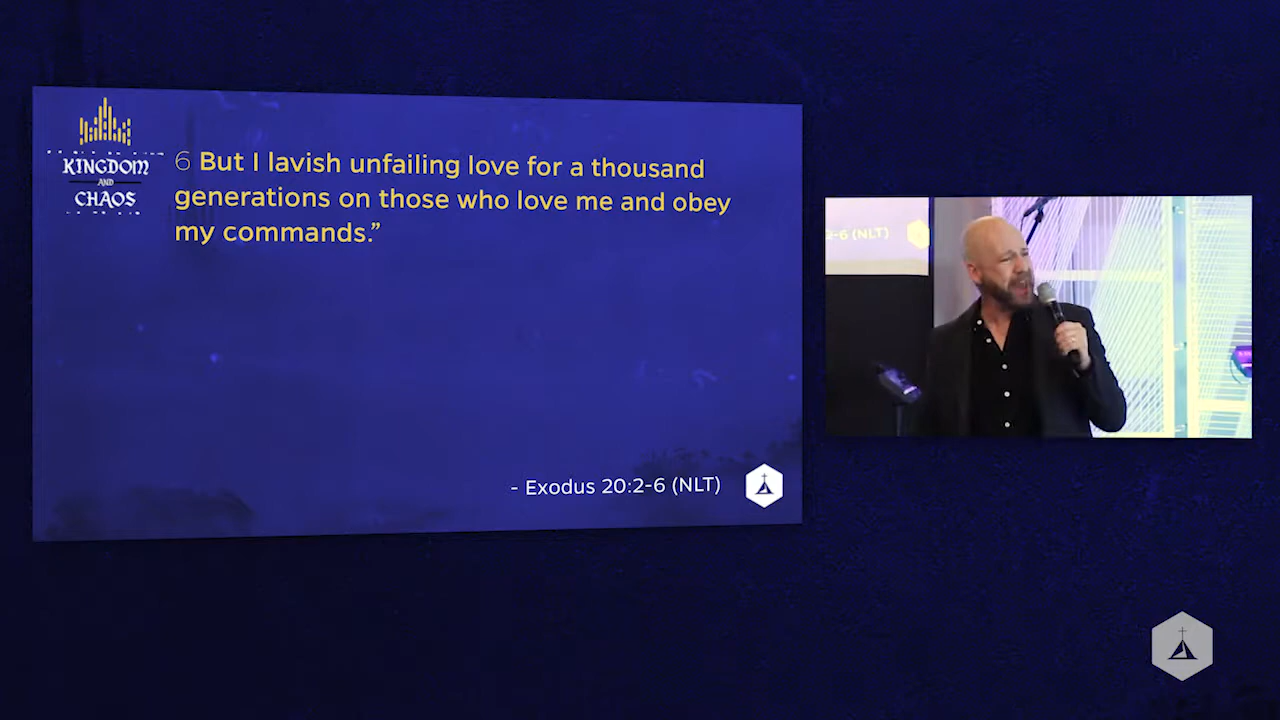 KINGDOM
AND
CHAOS
6 But I lavish unfailing love for a thousand
generations on those who love me and obey
my commands.”
- Exodus 20:2-6 (NLT)
2-6 (NLT)